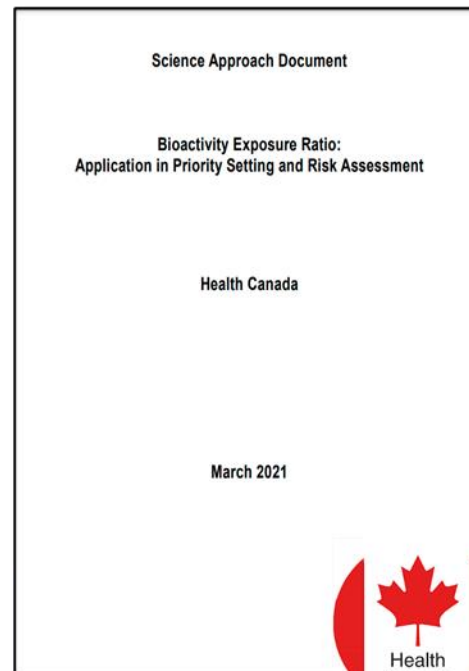 Science Approach Document
Bioactivity Exposure Ratio:
Application in Priority Setting and Risk Assessment
Health Canada
March 2021
Health